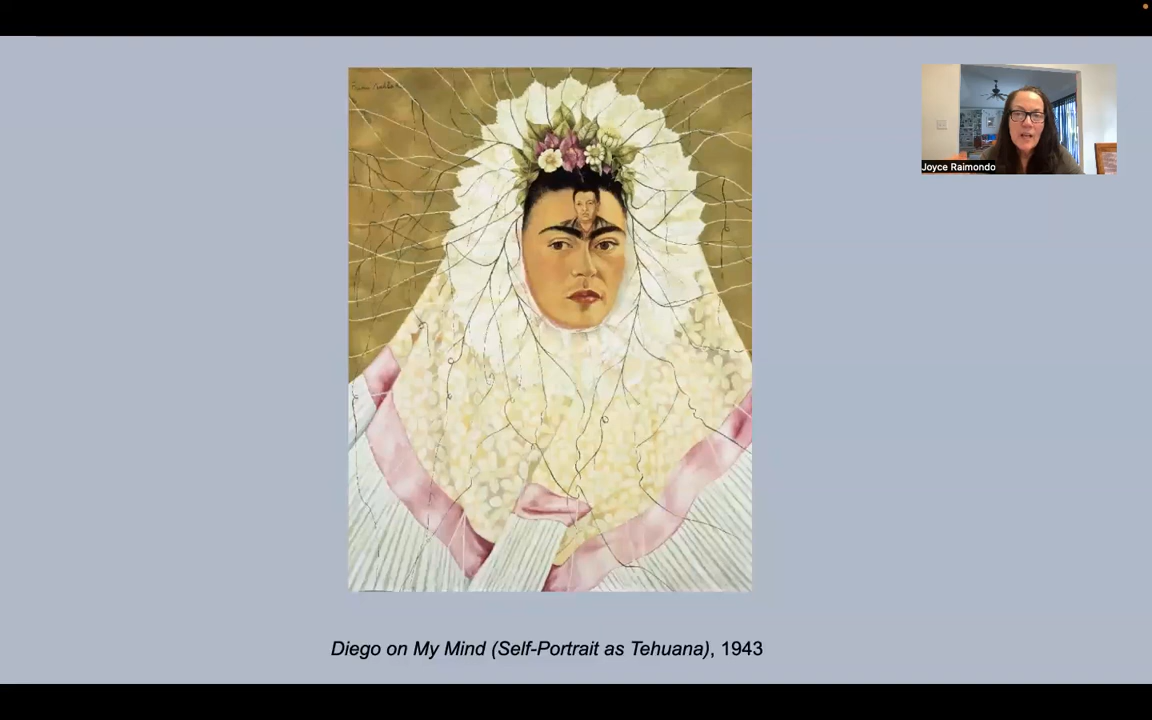 Joyce Raimondo
Diego on My Mind (Self-Portrait as Tehuana), 1943